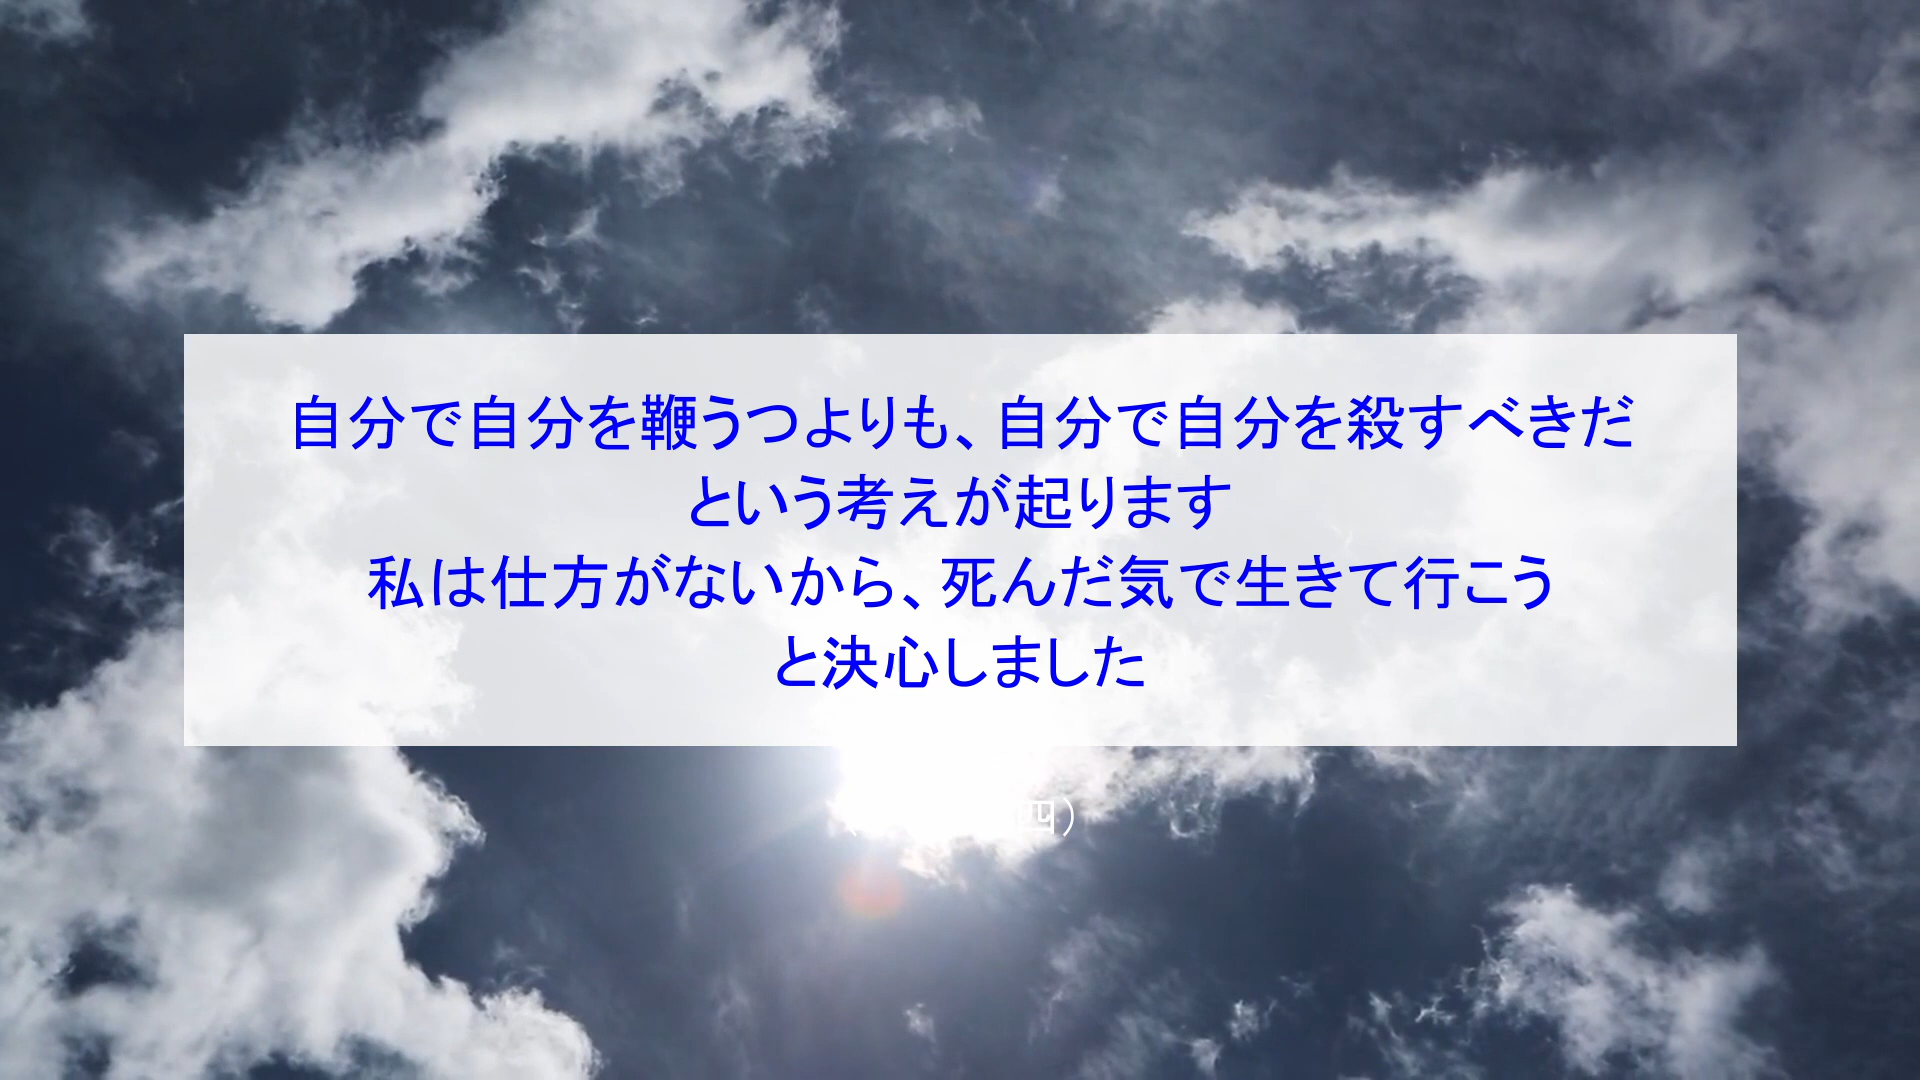 自分で自分を鞭うつよりも、自分で自分を殺すべきだ
という考えが起ります
私は仕方がないから、死んだ気で生きて行こう
と決心しました
四）